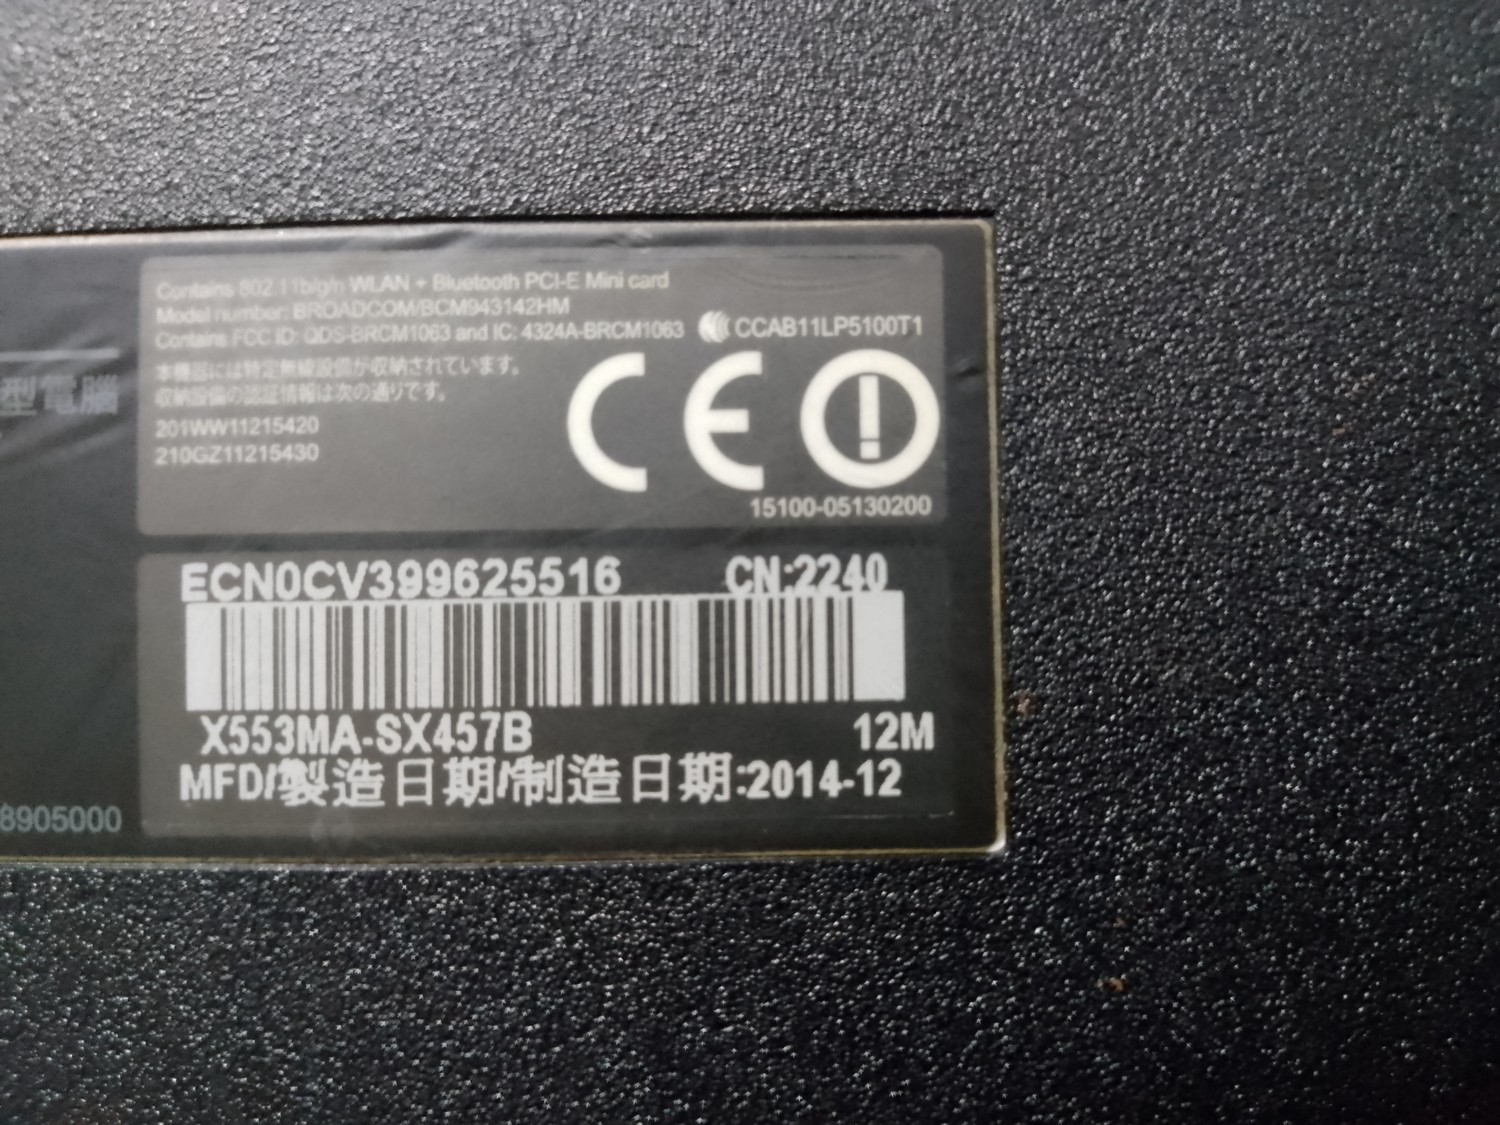 Contains 802.11b/g/n WLAN + Bluetooth PCI-E Mini card
Model number: BROADCOM/BCM943142HM
Contains FCC ID: QDS-BRCM1063 and IC: 4324A-BRCM1063
CCAB11LP5100T1
本機器には特定無線設備が収納されています。
収納設備の認証情報は次の通りです。
型電腦
201WW11215420
210GZ11215430
CE
15100-05130200
ECN0CV399625516 CN:2240
X553MA-SX457B 12M
MFD/製造日期/制造日期:2014-12
8905000